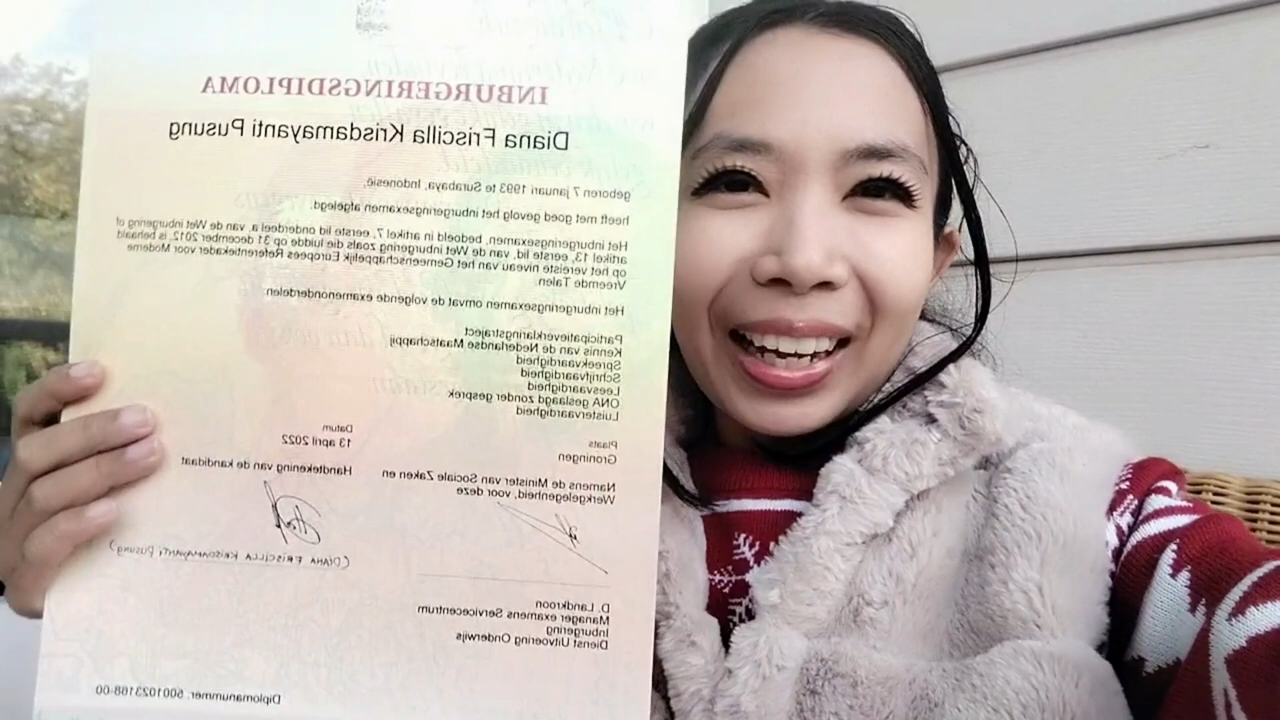 INBURGERINGSDIPLOMA
Diana Friscilla Krisdamayanti Pusung
geboren 7 januari 1993 te Surabaya, Indonesië,
heeft met goed gevolg het inburgeringsexamen afgelegd.
Het inburgeringsexamen, bedoeld in artikel 7, eerste lid onderdeel a, van de Wet inburgering of
artikel 13, eerste lid, van de Wet inburgering zoals die luidde op 31 december 2012, is behaald
op het vereiste niveau van het Gemeenschappelijk Europees Referentiekader voor Moderne
Vreemde Talen.
Het inburgeringsexamen omvat de volgende examenonderdelen:
Participatieverklaringstraject
Kennis van de Nederlandse Maatschappij
Spreekvaardigheid
Schrijfvaardigheid
Leesvaardigheid
ONA geslaagd zonder gesprek
Luistervaardigheid
Plaats
Groningen
Datum
13 april 2022
Namens de Minister van Sociale Zaken en
Werkgelegenheid, voor deze
Handtekening van de kandidaat
(DIANA FRISCILLA KRISDAMAYANTI PUSUNG)
D. Landkroon
Manager examens Servicecentrum
Inburgering
Dienst Uitvoering Onderwijs
Diplomanummer: 5001023168-00